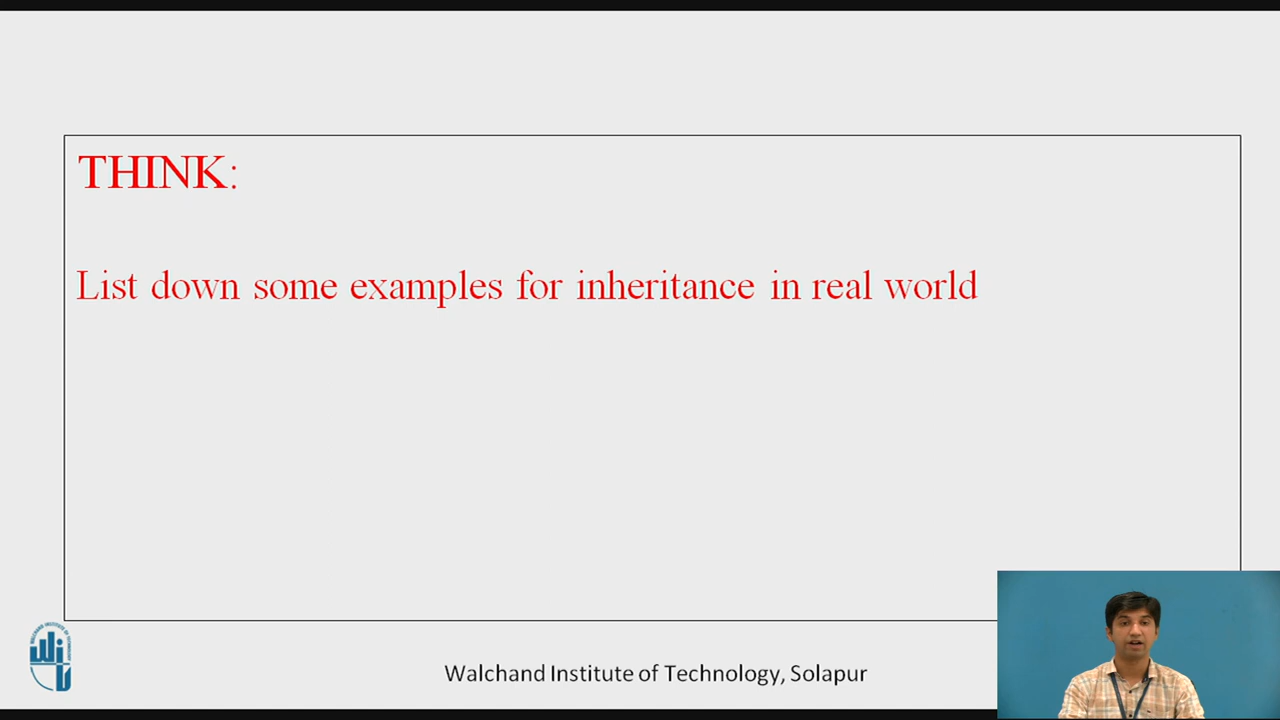 THINK:
List down some examples for inheritance in real world
Walchand Institute of Technology, Solapur